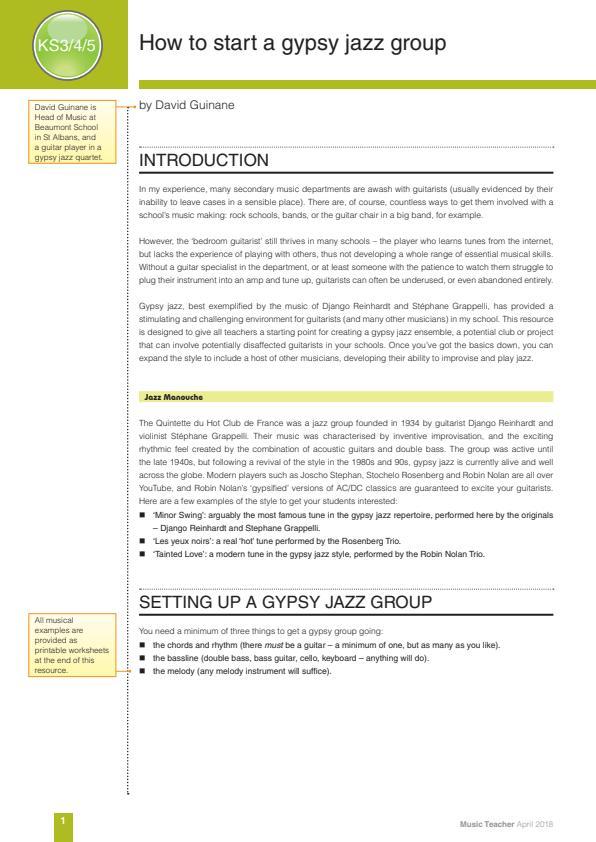 KS3/4/5
How to start a gypsy jazz group
David Guinane is
Head of Music at
Beaumont School
in St Albans, and
a guitar player in a
gypsy jazz quartet.
by David Guinane
INTRODUCTION
In my experience, many secondary music departments are awash with guitarists (usually evidenced by their
inability to leave cases in a sensible place). There are, of course, countless ways to get them involved with a
school's music making: rock schools, bands, or the guitar chair in a big band, for example.
However, the 'bedroom guitarist' still thrives in many schools – the player who learns tunes from the internet,
but lacks the experience of playing with others, thus not developing a whole range of essential musical skills.
Without a guitar specialist in the department, or at least someone with the patience to watch them struggle to
plug their instrument into an amp and tune up, guitarists can often be underused, or even abandoned entirely.
Gypsy jazz, best exemplified by the music of Django Reinhardt and Stéphane Grappelli, has provided a
stimulating and challenging environment for guitarists (and many other musicians) in my school. This resource
is designed to give all teachers a starting point for creating a gypsy jazz ensemble, a potential club or project
that can involve potentially disaffected guitarists in your schools. Once you've got the basics down, you can
expand the style to include a host of other musicians, developing their ability to improvise and play jazz.
Jazz Manouche
The Quintette du Hot Club de France was a jazz group founded in 1934 by guitarist Django Reinhardt and
violinist Stéphane Grappelli. Their music was characterised by inventive improvisation, and the exciting
rhythmic feel created by the combination of acoustic guitars and double bass. The group was active until
the late 1940s, but following a revival of the style in the 1980s and 90s, gypsy jazz is currently alive and well
across the globe. Modern players such as Joscho Stephan, Stochelo Rosenberg and Robin Nolan are all over
YouTube, and Robin Nolan's 'gypsified' versions of AC/DC classics are guaranteed to excite your guitarists.
Here are a few examples of the style to get your students interested:
■ 'Minor Swing': arguably the most famous tune in the gypsy jazz repertoire, performed here by the originals
– Django Reinhardt and Stephane Grappelli.
■ 'Les yeux noirs': a real 'hot' tune performed by the Rosenberg Trio.
■ 'Tainted Love': a modern tune in the gypsy jazz style, performed by the Robin Nolan Trio.
SETTING UP A GYPSY JAZZ GROUP
All musical
examples are
provided as
printable worksheets
at the end of this
resource.
You need a minimum of three things to get a gypsy group going:
■ the chords and rhythm (there must be a guitar – a minimum of one, but as many as you like).
■ the bassline (double bass, bass guitar, cello, keyboard – anything will do).
■ the melody (any melody instrument will suffice).
1
Music Teacher April 2018